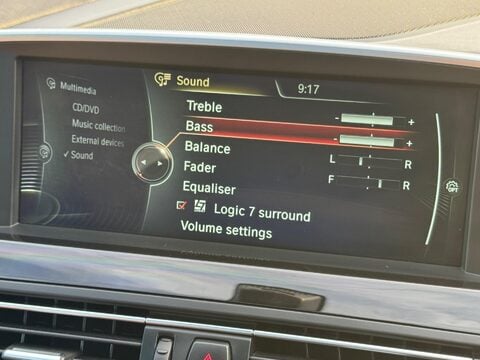 Multimedia
CD/DVD
Music collection
External devices
✓ Sound
Sound
9:17
Treble - +
Bass - +
Balance L R
Fader F R
Equaliser
Logic 7 surround
Volume settings
OFF